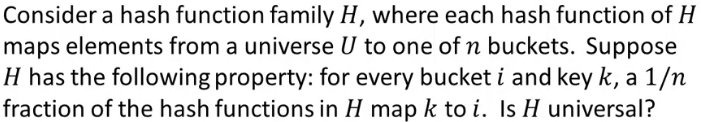 Consider a hash function family H, where each hash function of H
maps elements from a universe U to one of n buckets. Suppose
H has the following property: for every bucket i and key k, a 1/n
fraction of the hash functions in H map k to i. Is H universal?